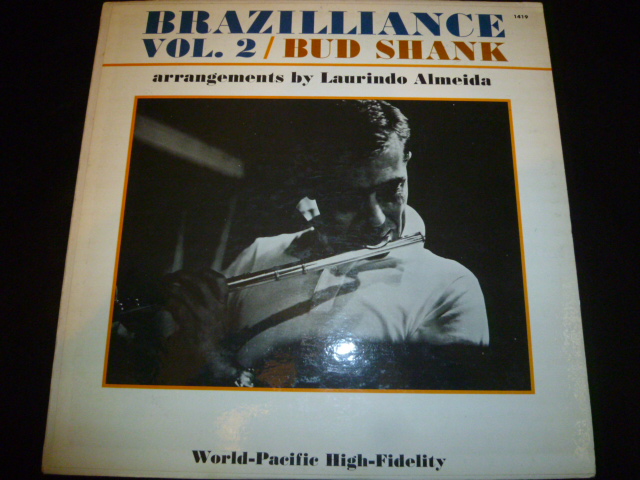 BRAZILLIANCE
1419
VOL. 2 / BUD SHANK
arrangements by Laurindo Almeida
World-Pacific High-Fidelity